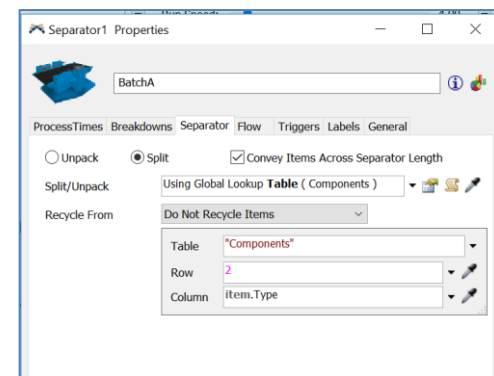 Separator1 Properties
BatchA
ProcessTimes Breakdowns Separator Flow Triggers Labels General
Unpack Split Convey Items Across Separator Length
Split/Unpack Using Global Lookup Table ( Components )
Recycle From Do Not Recycle Items
Table "Components"
Row 2
Column item.Type